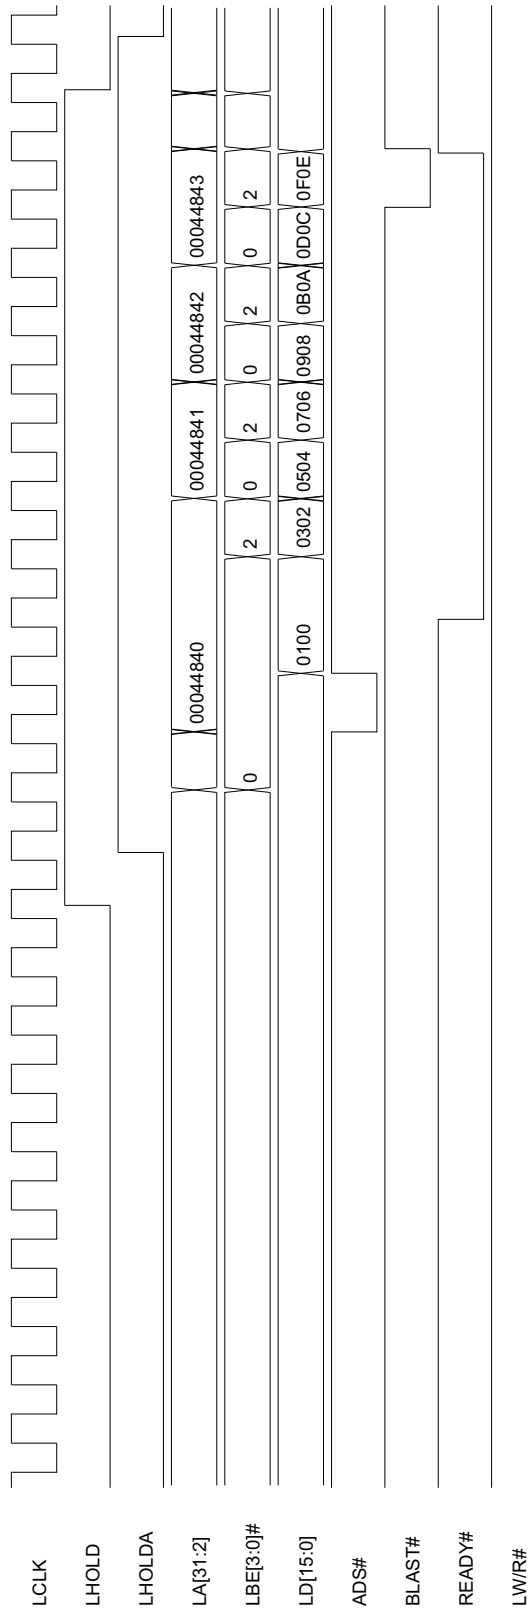 LCLK
LHOLD
LHOLDA
LA[31:2] 00044840 00044841 00044842 00044843
LBE[3:0]# 0 2 0 2 0 2 0 2
LD[15:0] 0100 0302 0504 0706 0908 0B0A 0D0C 0F0E
ADS#
BLAST#
READY#
LW/R#